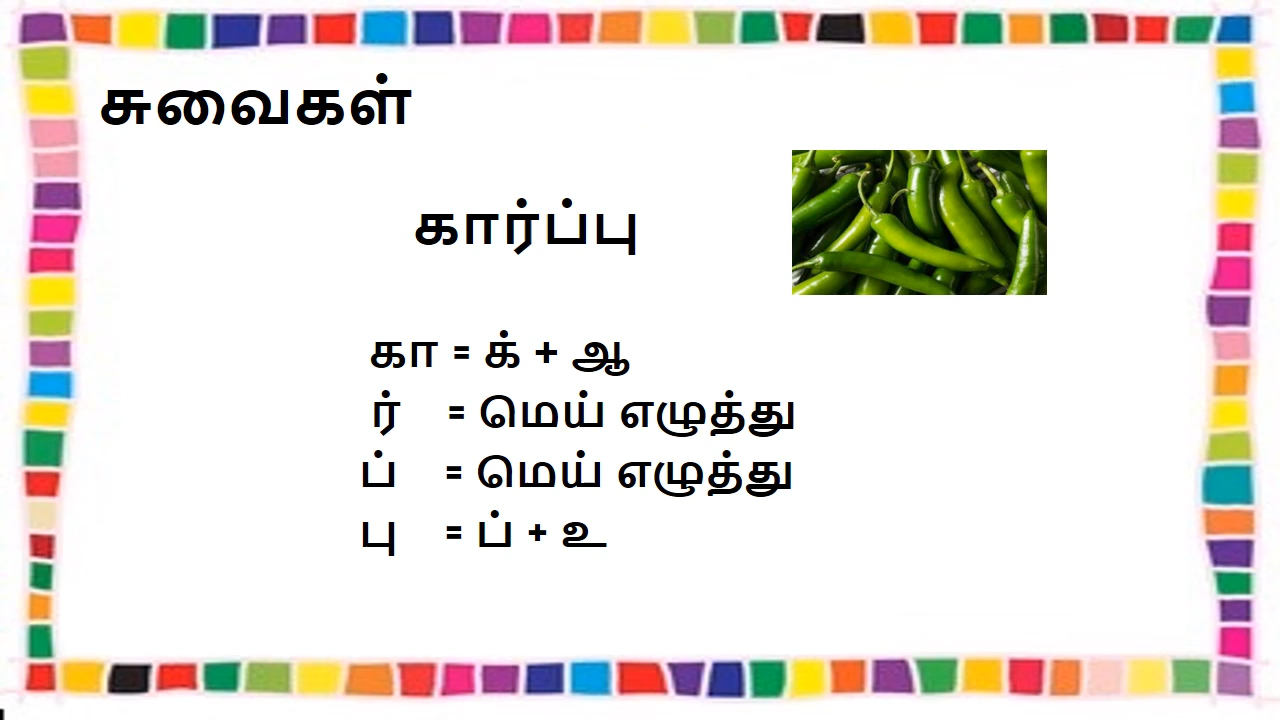 சுவைகள்
கார்ப்பு
கா = க் + ஆ
ர் = மெய் எழுத்து
ப் = மெய் எழுத்து
பு = ப் + உ